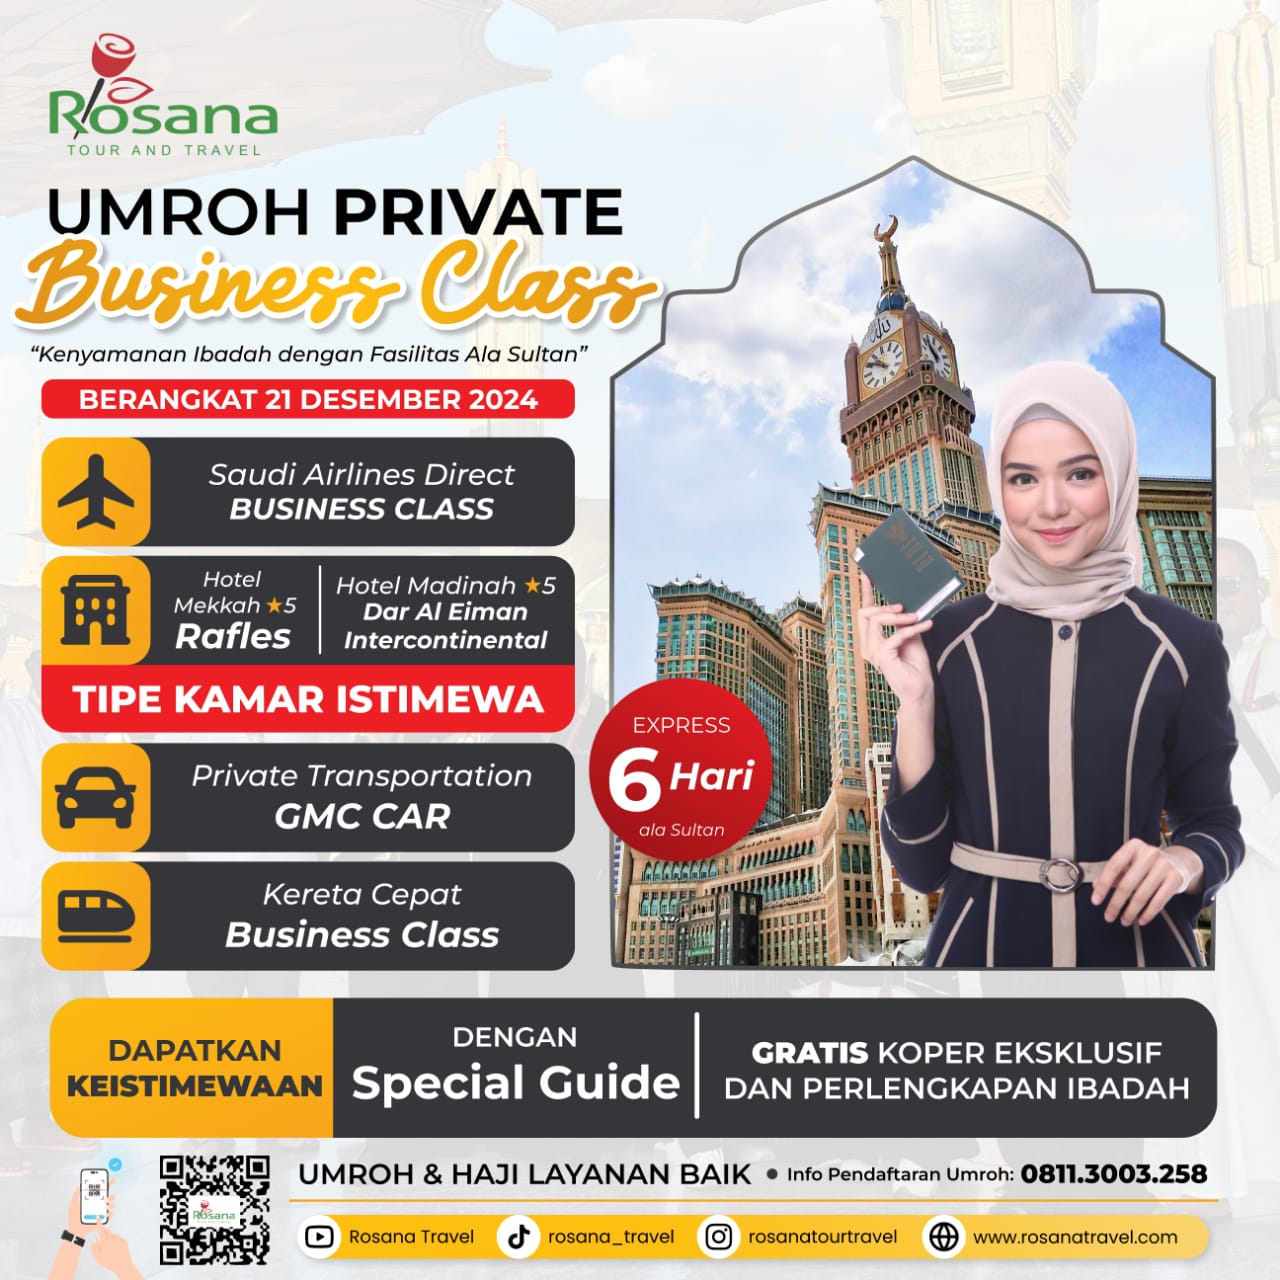 Rosana
TOUR AND TRAVEL
UMROH PRIVATE
Business Class
“Kenyamanan Ibadah dengan Fasilitas Ala Sultan”
BERANGKAT 21 DESEMBER 2024
Saudi Airlines Direct
BUSINESS CLASS
Hotel
Mekkah ★5
Rafles
Hotel Madinah ★5
Dar Al Eiman
Intercontinental
TIPE KAMAR ISTIMEWA
Private Transportation
GMC CAR
Kereta Cepat
Business Class
الله
EXPRESS
6 Hari
ala Sultan
DAPATKAN
KEISTIMEWAAN
DENGAN
Special Guide
GRATIS KOPER EKSKLUSIF
DAN PERLENGKAPAN IBADAH
Rosana
UMROH & HAJI LAYANAN BAIK • Info Pendaftaran Umroh: 0811.3003.258
Rosana Travel
rosana_travel
rosanatourtravel
www.rosanatravel.com